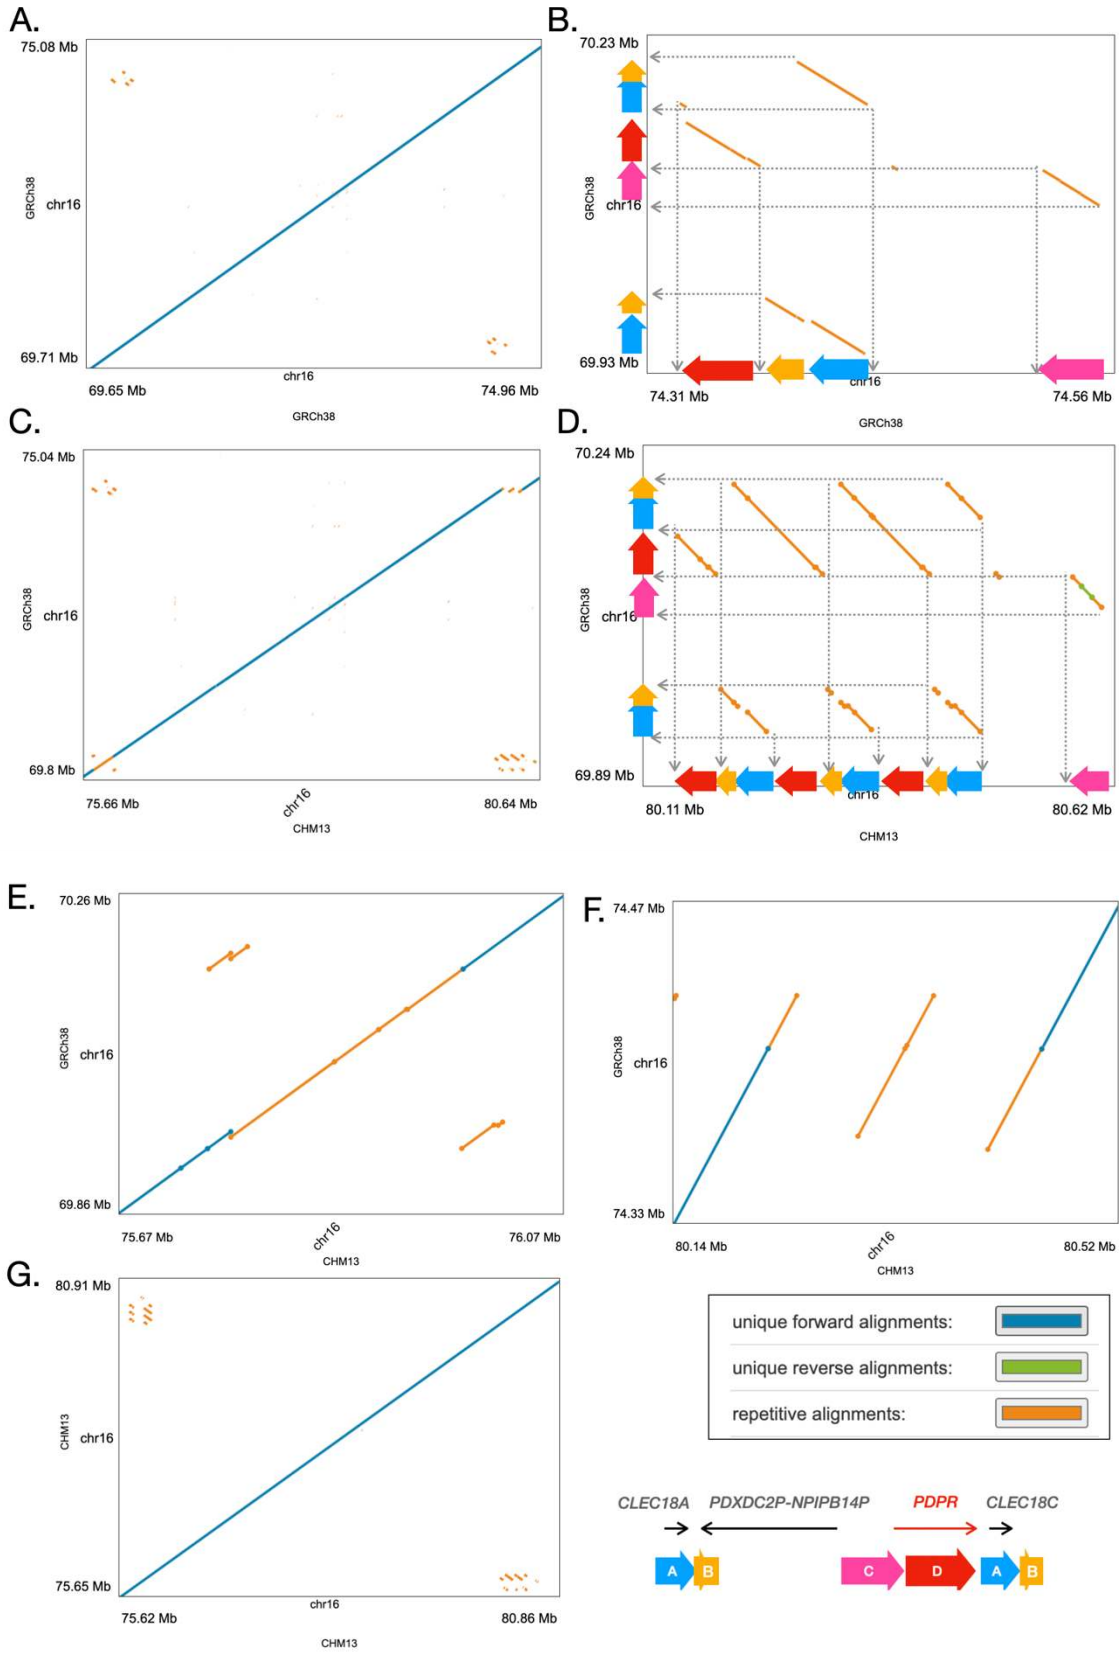 A.
75.08 Mb
GRCh38
chr16
69.71 Mb
69.65 Mb
chr16
74.96 Mb
GRCh38
B.
70.23 Mb
GRCh38
chr16
69.93 Mb
74.31 Mb
chr16
74.56 Mb
GRCh38
C.
75.04 Mb
GRCh38
chr16
69.8 Mb
75.66 Mb
chr16
80.64 Mb
CHM13
D.
70.24 Mb
GRCh38
chr16
69.89 Mb
80.11 Mb
chr16
80.62 Mb
CHM13
E.
70.26 Mb
GRCh38
chr16
69.86 Mb
75.67 Mb
chr16
76.07 Mb
CHM13
F.
74.47 Mb
GRCh38
chr16
74.33 Mb
80.14 Mb
chr16
80.52 Mb
CHM13
G.
80.91 Mb
CHM13
chr16
75.65 Mb
75.62 Mb
chr16
80.86 Mb
CHM13
unique forward alignments:
unique reverse alignments:
repetitive alignments:
CLEC18A PDXDC2P-NPIPB14P PDPR CLEC18C
A B C D A B